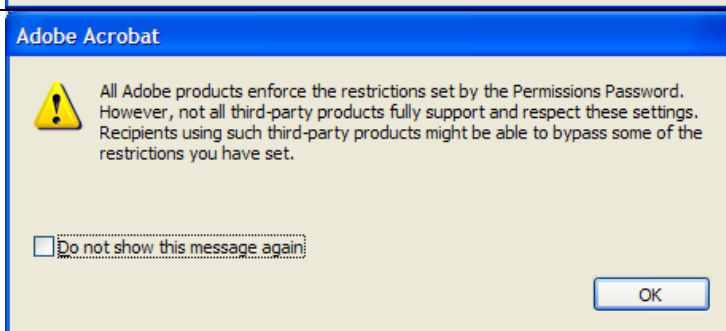 Adobe Acrobat
All Adobe products enforce the restrictions set by the Permissions Password.
However, not all third-party products fully support and respect these settings.
Recipients using such third-party products might be able to bypass some of the
restrictions you have set.
Do not show this message again
OK